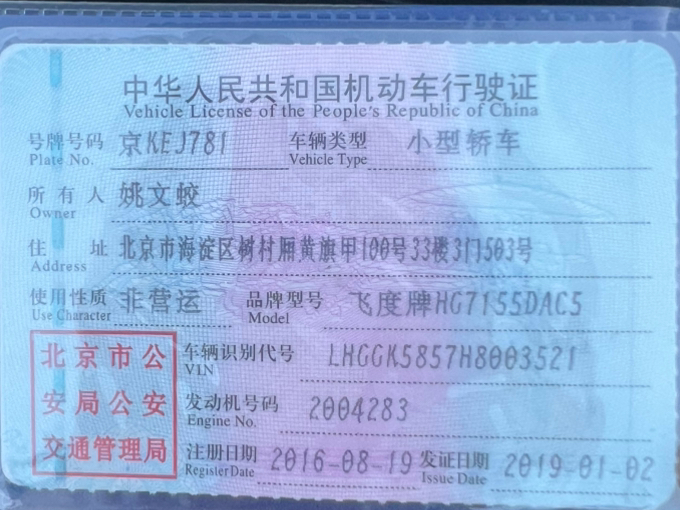 中华人民共和国机动车行驶证
Vehicle License of the People's Republic of China
号牌号码 京KEJ781 车辆类型 小型轿车
Plate No. Vehicle Type
所有人 姚文蛟
Owner
住址 北京市海淀区树村厢黄旗甲100号33楼3门1503号
Address
使用性质 非营运 品牌型号 飞度牌HG7155DAC5
Use Character Model
北京市公安局公安交通管理局
车辆识别代号 LHGGK5857H8003521
VIN
发动机号码 2004283
Engine No.
注册日期 2016-08-19 发证日期 2019-01-02
Register Date Issue Date